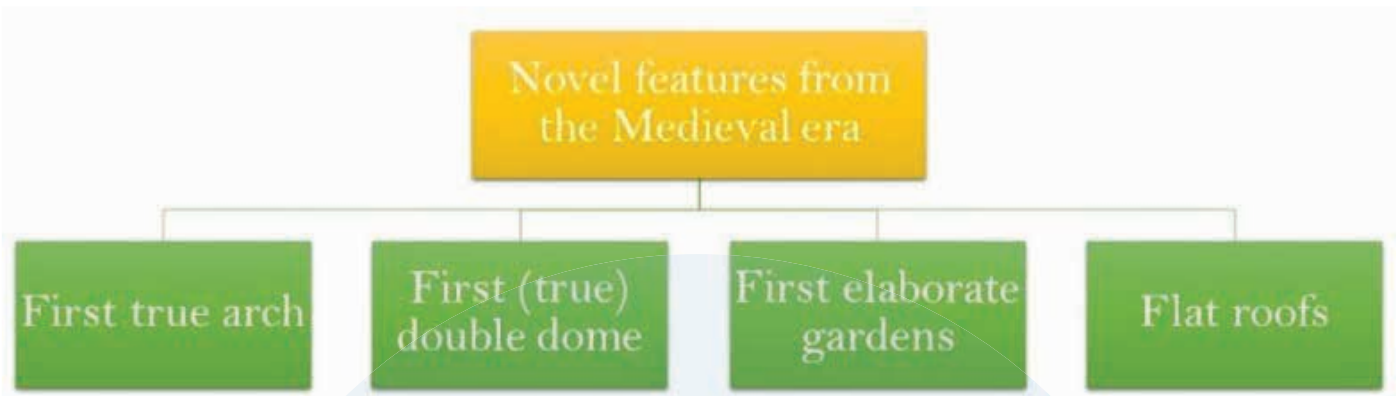 Novel features from
the Medieval era
First true arch
First (true)
double dome
First elaborate
gardens
Flat roofs